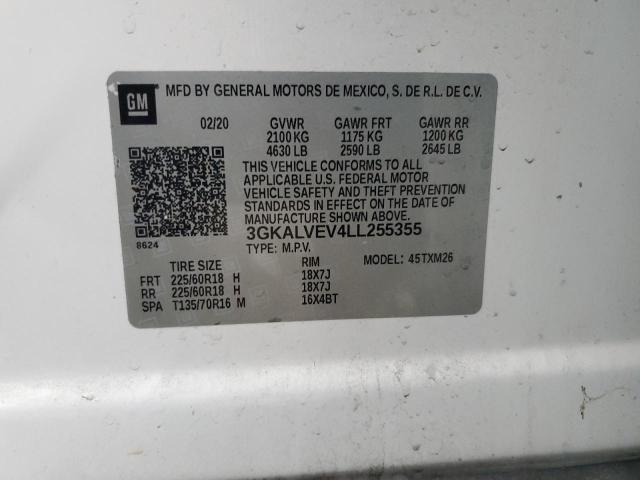 GM
MFD BY GENERAL MOTORS DE MEXICO, S. DE R.L. DE C.V.
02/20 GVWR GAWR FRT GAWR RR
2100 KG 1175 KG 1200 KG
4630 LB 2590 LB 2645 LB
THIS VEHICLE CONFORMS TO ALL
APPLICABLE U.S. FEDERAL MOTOR
VEHICLE SAFETY AND THEFT PREVENTION
STANDARDS IN EFFECT ON THE DATE OF
MANUFACTURE SHOWN ABOVE.
8624
3GKALVEV4LL255355
TYPE: M.P.V.
TIRE SIZE RIM MODEL: 45TXM26
FRT 225/60R18 H 18X7J
RR 225/60R18 H 18X7J
SPA T135/70R16 M 16X4BT